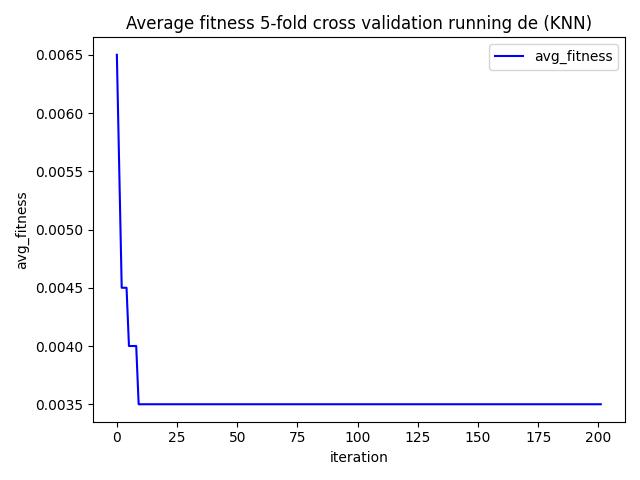 Average fitness 5-fold cross validation running de (KNN)
avg_fitness
0.0065
0.0060
0.0055
0.0050
0.0045
0.0040
0.0035
avg_fitness
0 25 50 75 100 125 150 175 200
iteration